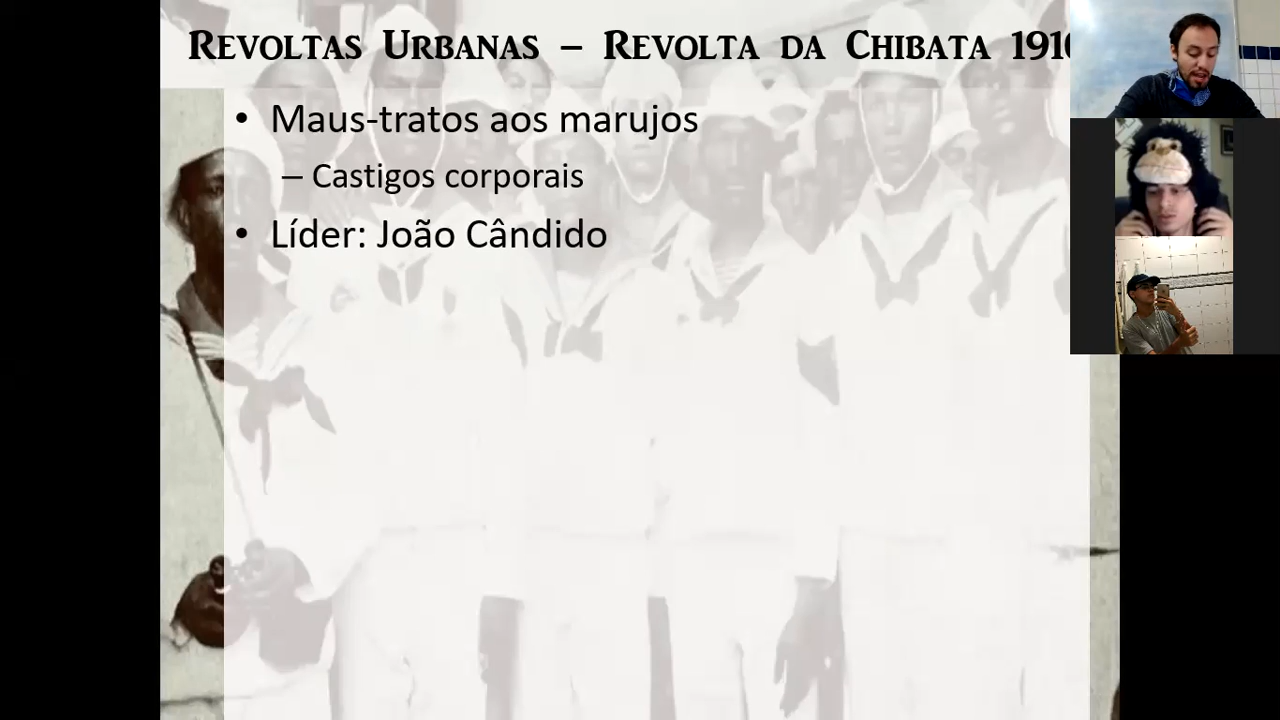 Revoltas Urbanas – Revolta da Chibata 1910
• Maus-tratos aos marujos
– Castigos corporais
• Líder: João Cândido